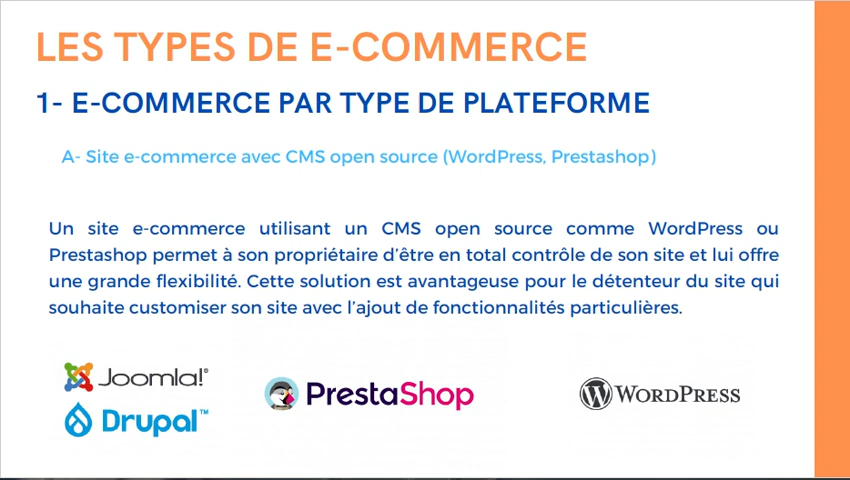 LES TYPES DE E-COMMERCE
1- E-COMMERCE PAR TYPE DE PLATEFORME
A- Site e-commerce avec CMS open source (WordPress, Prestashop)
Un site e-commerce utilisant un CMS open source comme WordPress ou
Prestashop permet à son propriétaire d'être en total contrôle de son site et lui offre
une grande flexibilité. Cette solution est avantageuse pour le détenteur du site qui
souhaite customiser son site avec l'ajout de fonctionnalités particulières.
Joomla!®
Drupal™
PrestaShop
WORDPRESS